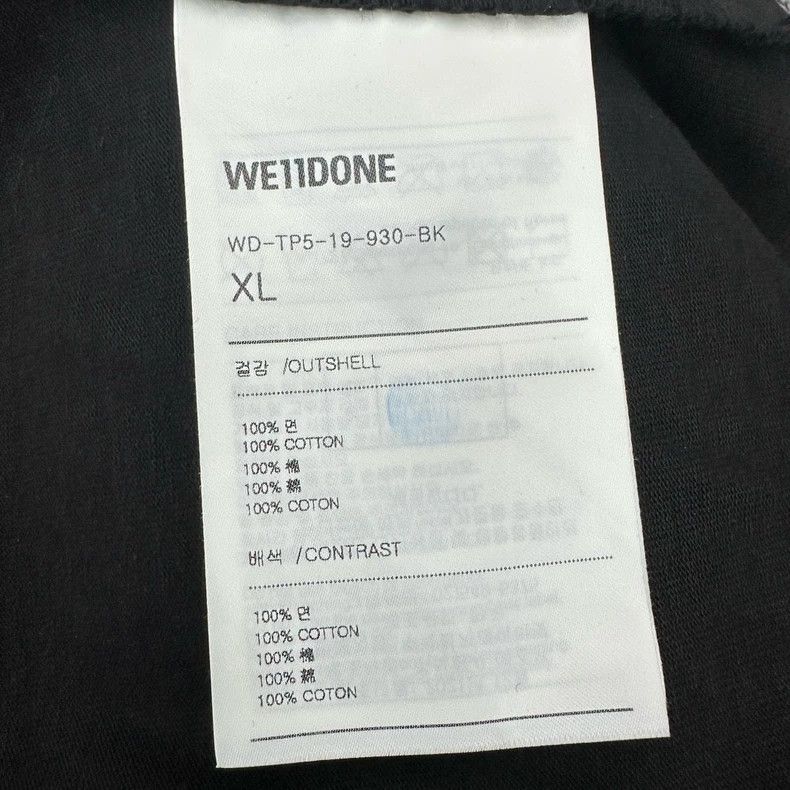 WE11DONE
WD-TP5-19-930-BK
XL
겉감 /OUTSHELL
100% 면
100% COTTON
100% 棉
100% 綿
100% COTON
배색 /CONTRAST
100% 면
100% COTTON
100% 棉
100% 綿
100% COTON